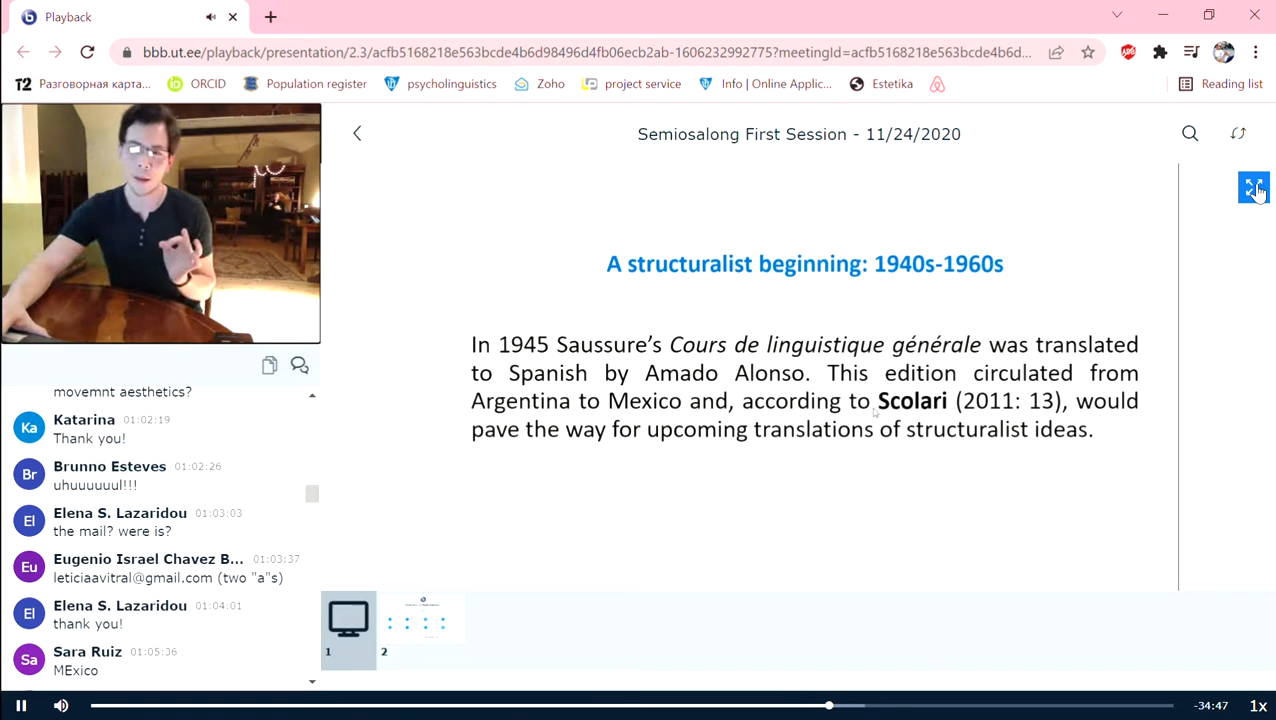 Playback
bbb.ut.ee/playback/presentation/2.3/acfb5168218e563bcde4b6d98496d4fb06ecb2ab-1606232992775?meetingId=acfb5168218e563bcde4b6d...
T2 Разговорная карта... ORCID Population register psycholinguistics Zoho project service Info | Online Applic... Estetika Reading list
Semiosalong First Session - 11/24/2020
A structuralist beginning: 1940s-1960s
In 1945 Saussure's Cours de linguistique générale was translated
to Spanish by Amado Alonso. This edition circulated from
Argentina to Mexico and, according to Scolari (2011: 13), would
pave the way for upcoming translations of structuralist ideas.
movemnt aesthetics?
Ka Katarina 01:02:19
Thank you!
Br Brunno Esteves 01:02:26
uhuuuuuul!!!
El Elena S. Lazaridou 01:03:03
the mail? were is?
Eu Eugenio Israel Chavez B... 01:03:37
leticiaavitral@gmail.com (two "a"s)
El Elena S. Lazaridou 01:04:01
thank you!
Sa Sara Ruiz 01:05:36
MExico
1 2
-34:47 1x